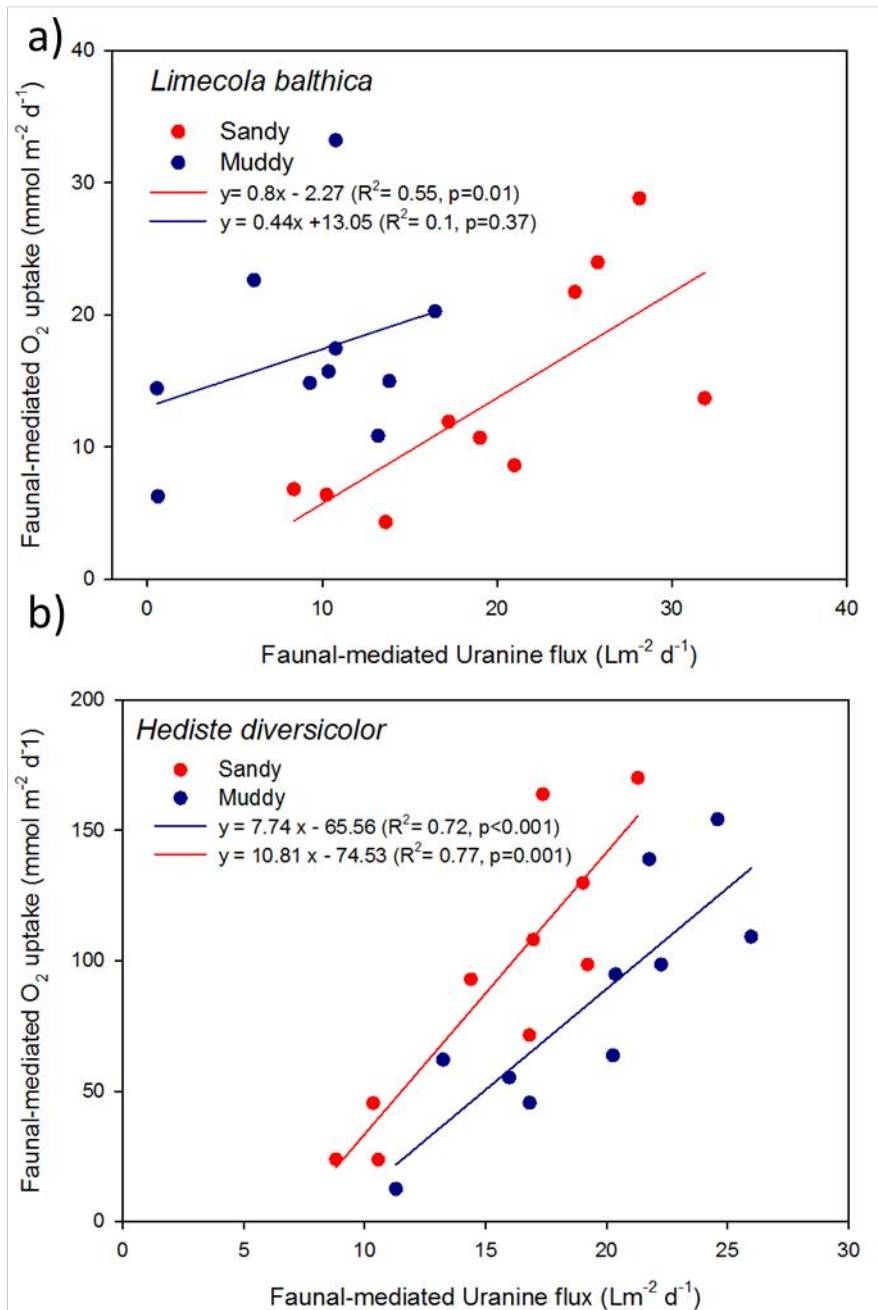 a)
40
30
20
10
0
Faunal-mediated O₂ uptake (mmol m⁻² d⁻¹)
Limecola balthica
Sandy
Muddy
y= 0.8x - 2.27 (R²= 0.55, p=0.01)
y = 0.44x +13.05 (R²= 0.1, p=0.37)
0 10 20 30 40
Faunal-mediated Uranine flux (Lm⁻² d⁻¹)
b)
200
150
100
50
0
Faunal-mediated O₂ uptake (mmol m⁻² d⁻1)
Hediste diversicolor
Sandy
Muddy
y = 7.74 x - 65.56 (R²= 0.72, p<0.001)
y = 10.81 x - 74.53 (R²= 0.77, p=0.001)
0 5 10 15 20 25 30
Faunal-mediated Uranine flux (Lm⁻² d⁻¹)